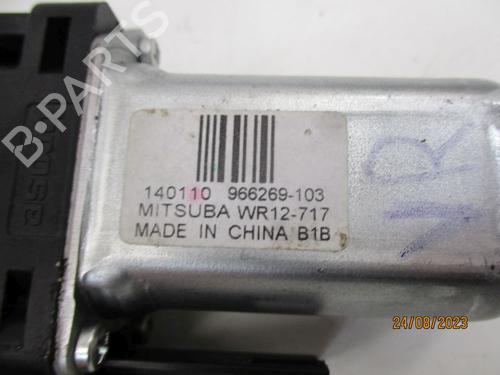 140110 966269-103
MITSUBA WR12-717
MADE IN CHINA B1B
VR
B-PARTS
24/08/2023